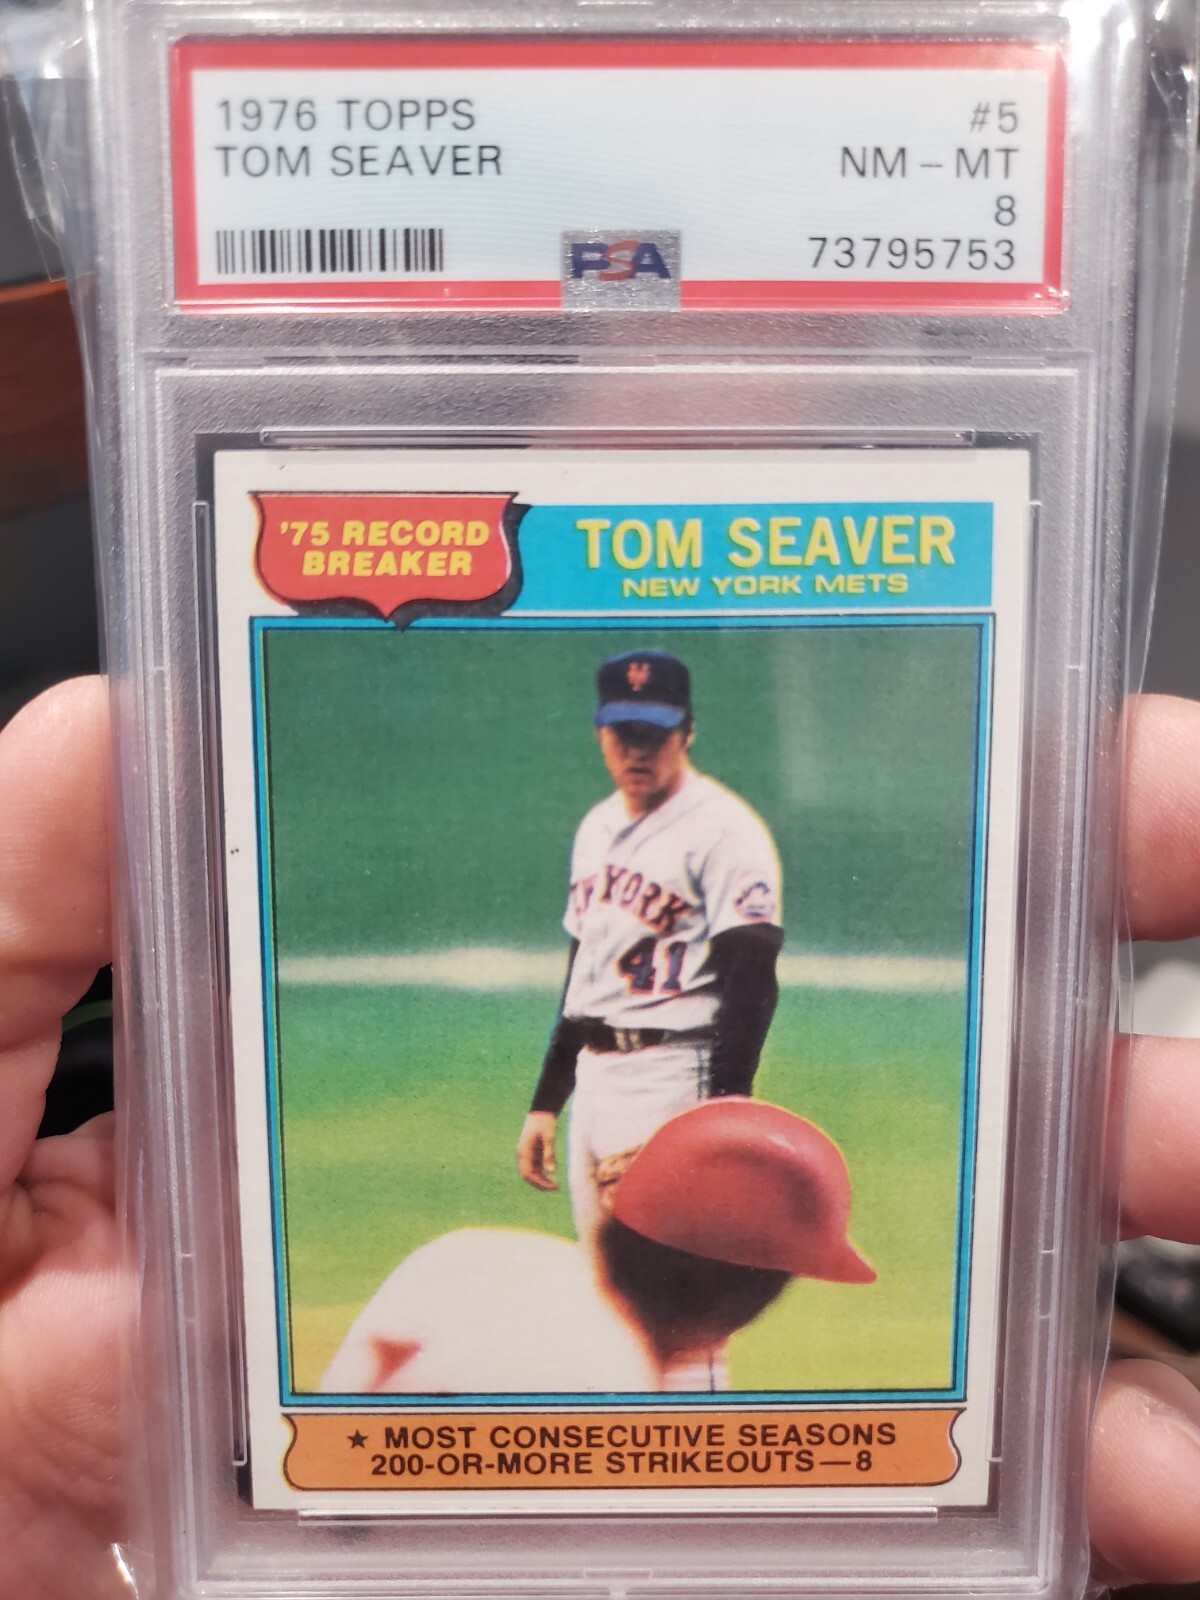 1976 TOPPS
#5
TOM SEAVER
NM - MT
8
PSA
73795753
'75 RECORD
BREAKER
TOM SEAVER
NEW YORK METS
YORK
41
★ MOST CONSECUTIVE SEASONS
200-OR-MORE STRIKEOUTS—8